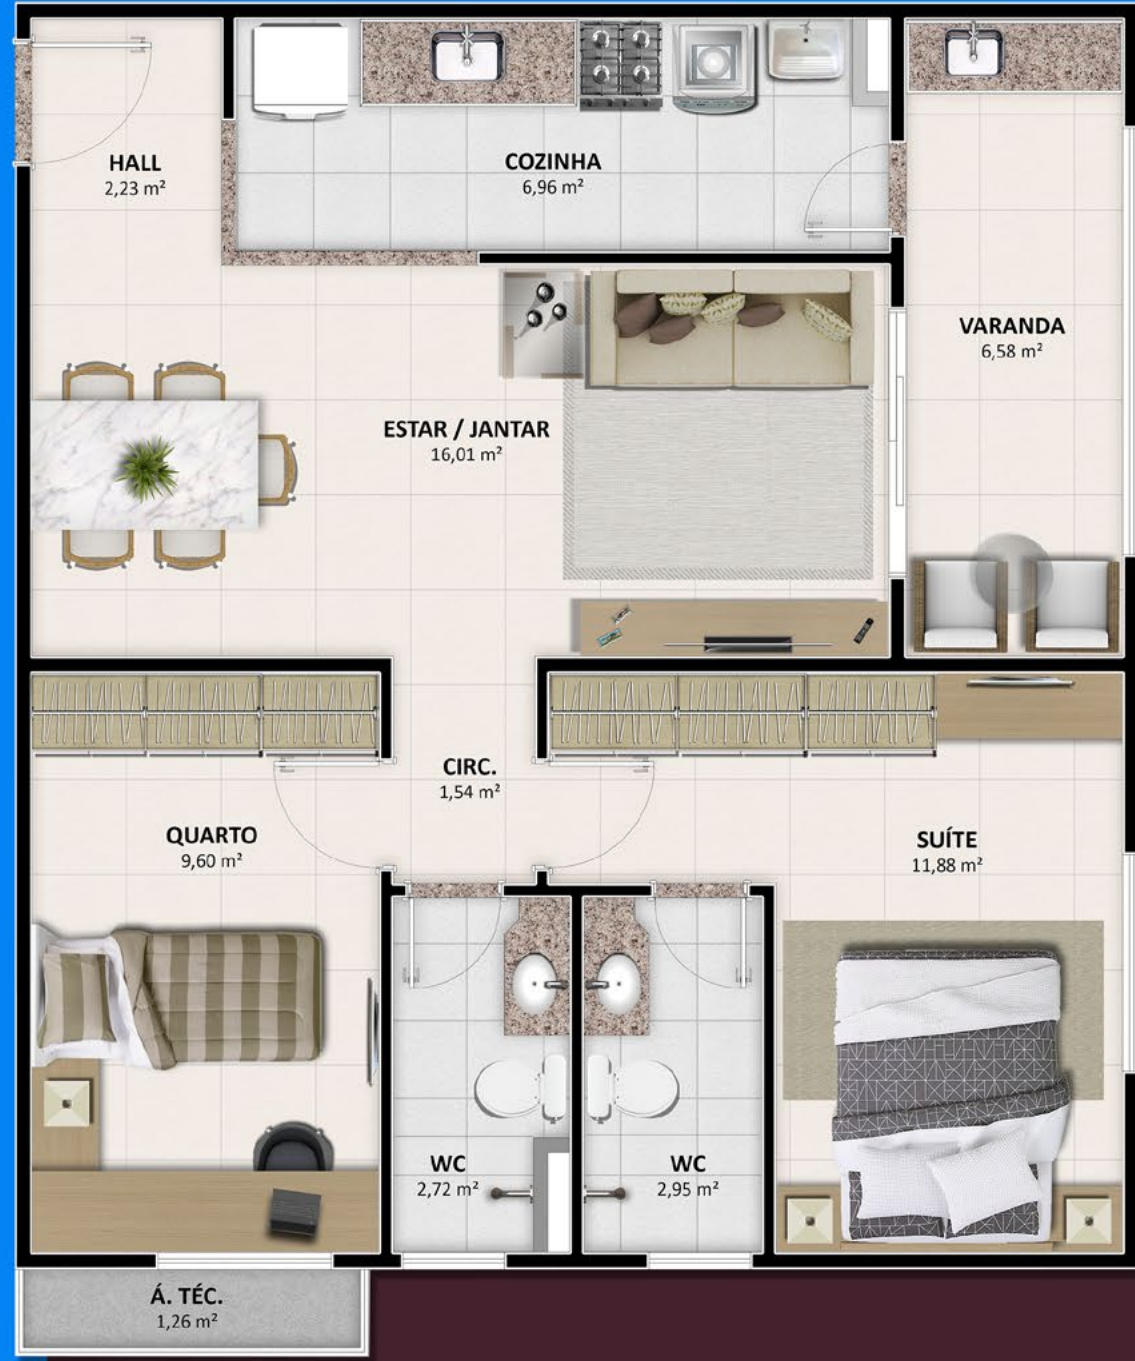 HALL
2,23 m²
COZINHA
6,96 m²
VARANDA
6,58 m²
ESTAR / JANTAR
16,01 m²
CIRC.
1,54 m²
QUARTO
9,60 m²
SUÍTE
11,88 m²
WC
2,72 m²
WC
2,95 m²
Á. TÉC.
1,26 m²